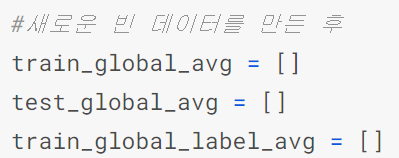 #새로운 빈 데이터를 만든 후
train_global_avg = []
test_global_avg = []
train_global_label_avg = []